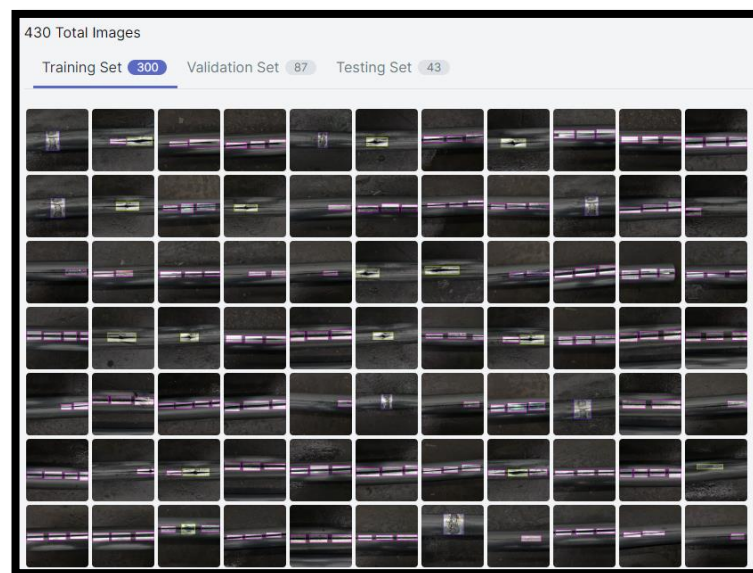 430 Total Images
Training Set 300 Validation Set 87 Testing Set 43